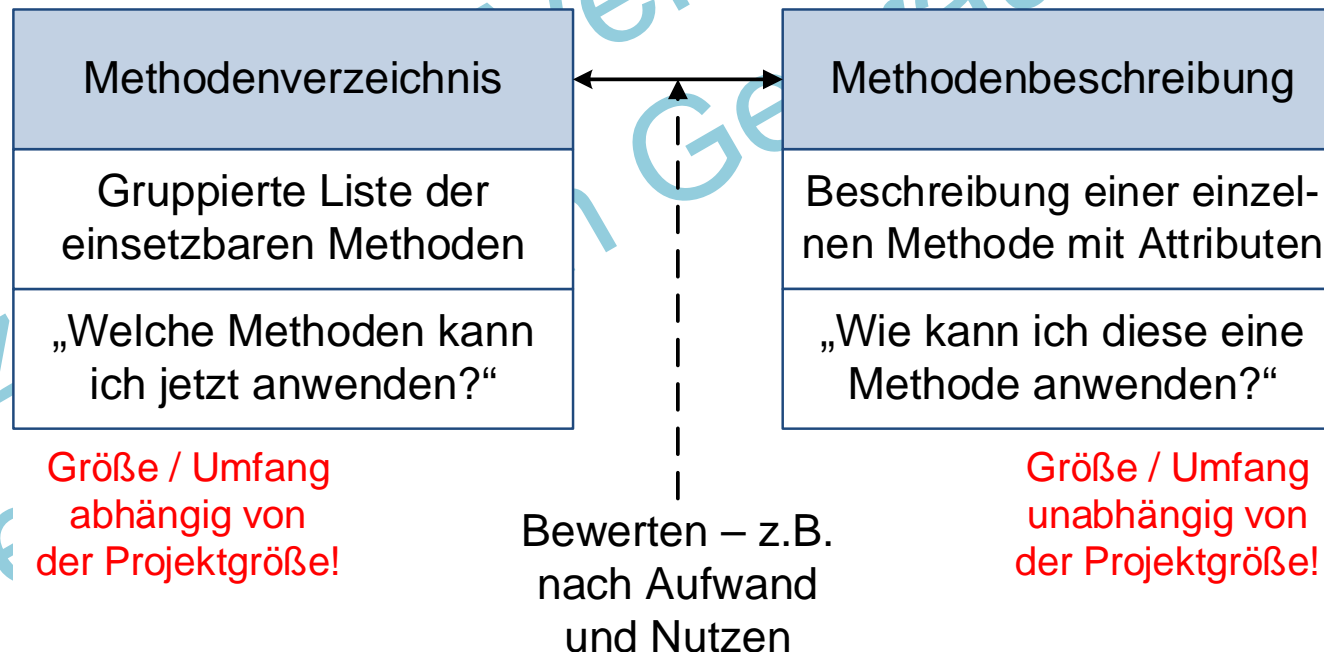 Methodenverzeichnis
Gruppierte Liste der
einsetzbaren Methoden
„Welche Methoden kann
ich jetzt anwenden?“
Größe / Umfang
abhängig von
der Projektgröße!
Bewerten – z.B.
nach Aufwand
und Nutzen
Methodenbeschreibung
Beschreibung einer einzel-
nen Methode mit Attributen
„Wie kann ich diese eine
Methode anwenden?“
Größe / Umfang
unabhängig von
der Projektgröße!